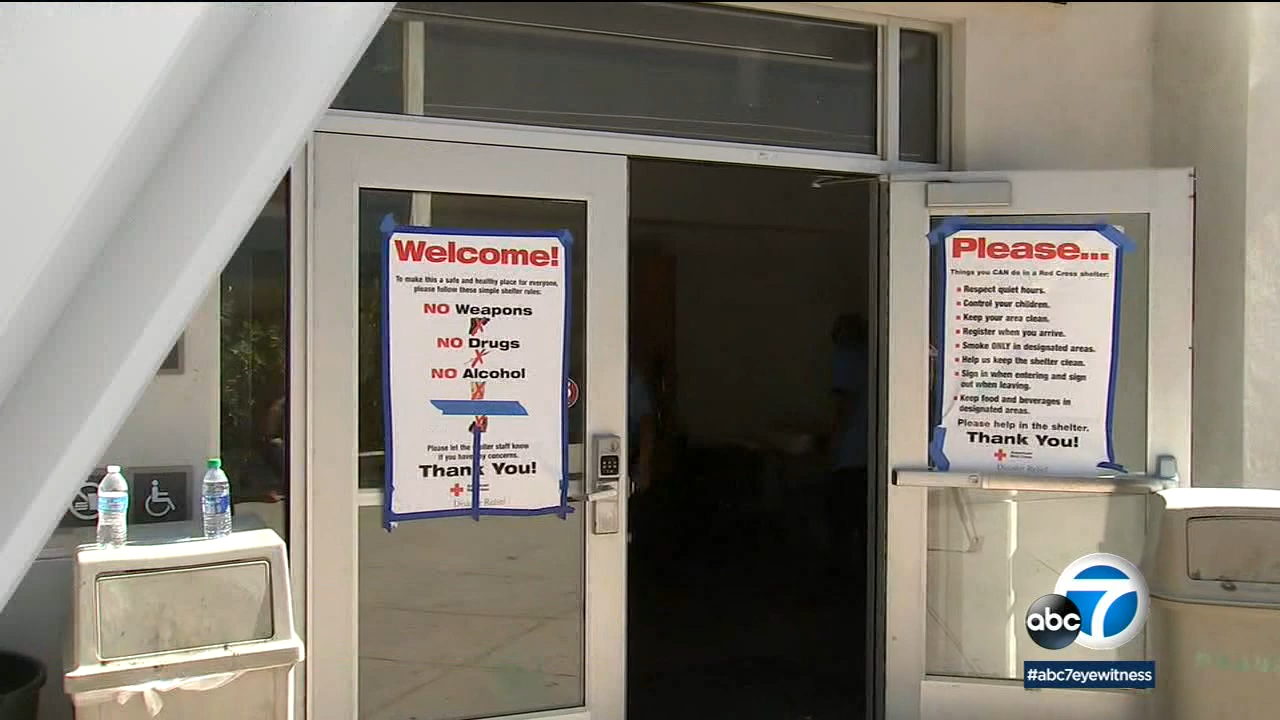 Welcome!
To make this a safe and healthy place for everyone,
please follow these simple shelter rules:
NO Weapons
NO Drugs
NO Alcohol
Please let the shelter staff know
if you have any concerns.
Thank You!
Disaster Relief
Please...
Things you CAN do in a Red Cross shelter:
Respect quiet hours.
Control your children.
Keep your area clean.
Register when you arrive.
Smoke ONLY in designated areas.
Help us keep the shelter clean.
Sign in when entering and sign
out when leaving.
Keep food and beverages in
designated areas.
Please help in the shelter.
Thank You!
American
Red Cross
Disaster Relief
abc 7
#abc7eyewitness